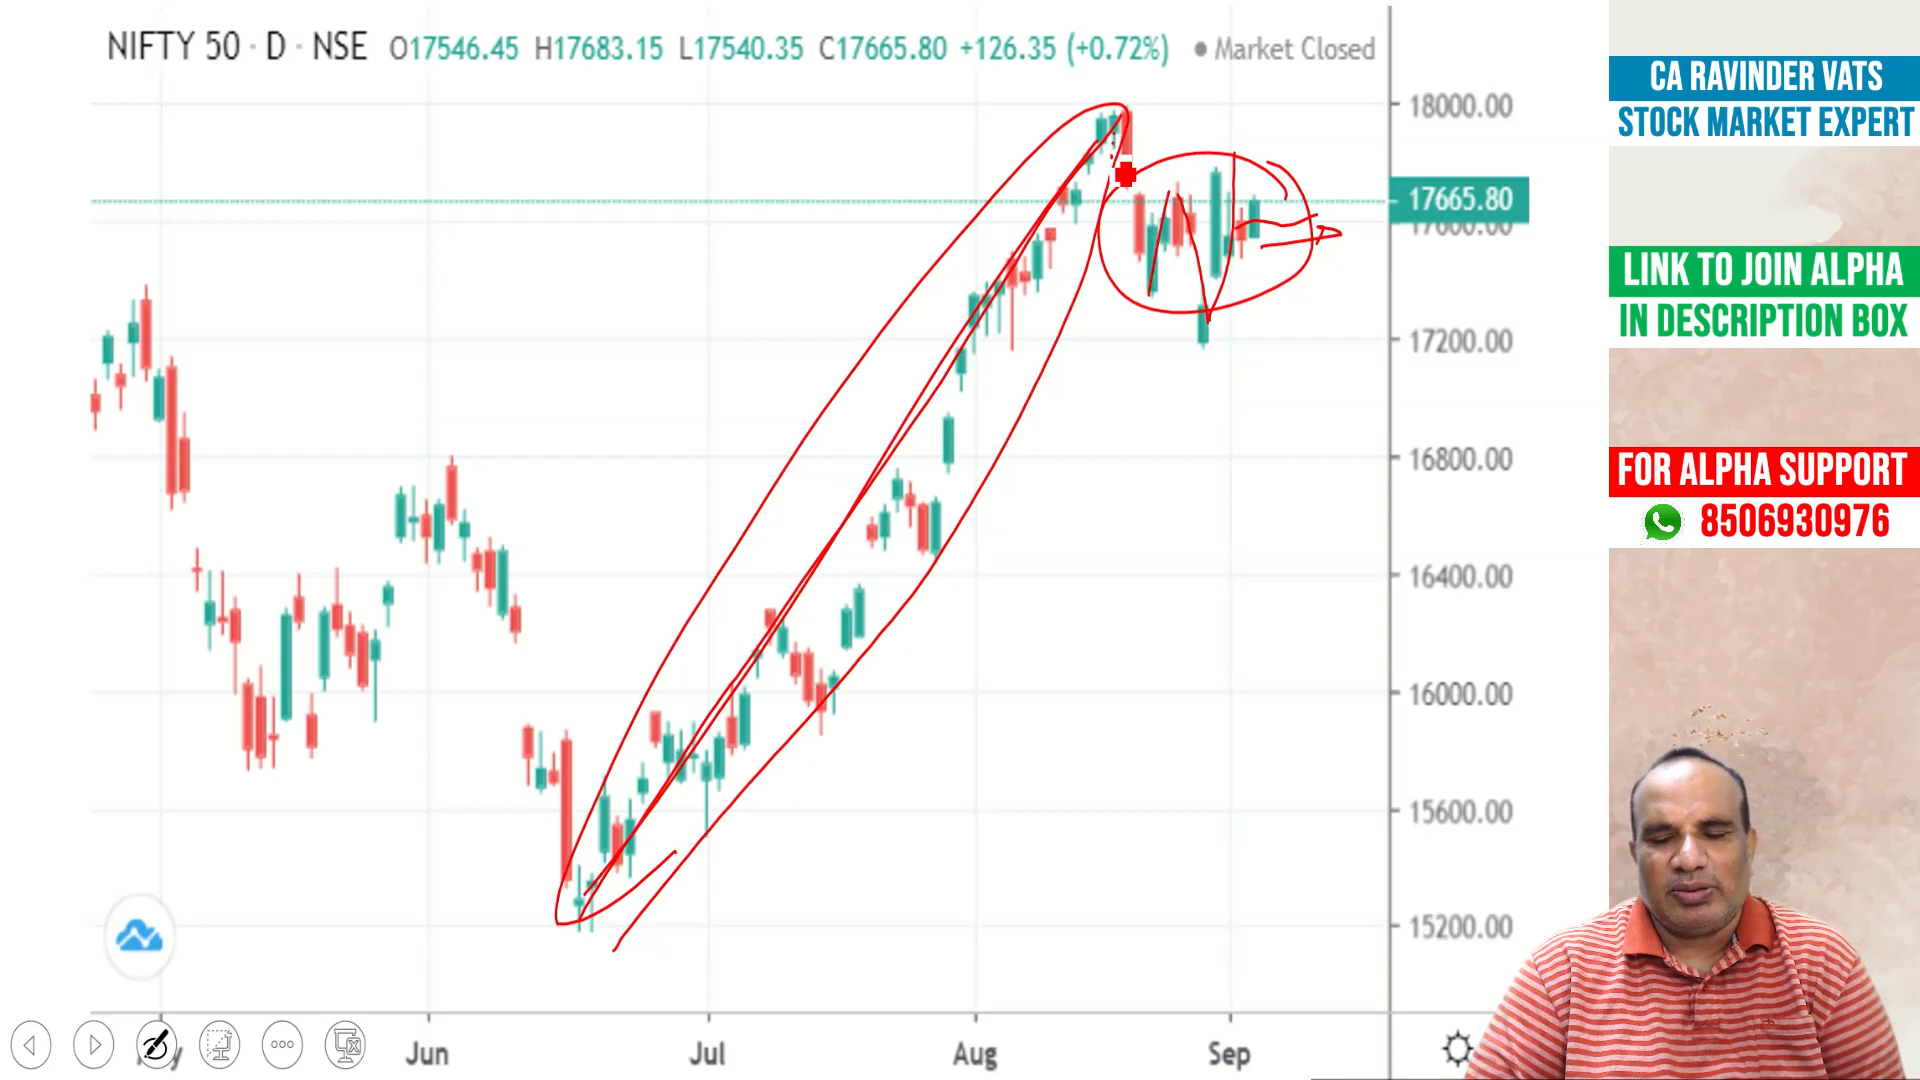 NIFTY 50 · D · NSE O17546.45 H17683.15 L17540.35 C17665.80 +126.35 (+0.72%) Market Closed
18000.00
17665.80
17600.00
17200.00
16800.00
16400.00
16000.00
15600.00
15200.00
Jun Jul Aug Sep
CA RAVINDER VATS
STOCK MARKET EXPERT
LINK TO JOIN ALPHA
IN DESCRIPTION BOX
FOR ALPHA SUPPORT
8506930976